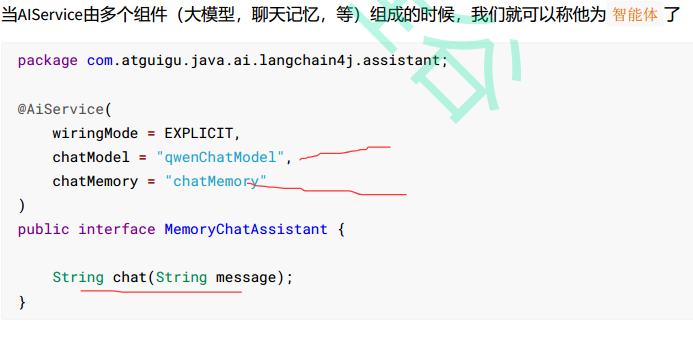 当AIService由多个组件（大模型，聊天记忆，等）组成的时候，我们就可以称他为 智能体 了
package com.atguigu.java.ai.langchain4j.assistant;
@AiService(
wiringMode = EXPLICIT,
chatModel = "qwenChatModel",
chatMemory = "chatMemory"
)
public interface MemoryChatAssistant {
String chat(String message);
}